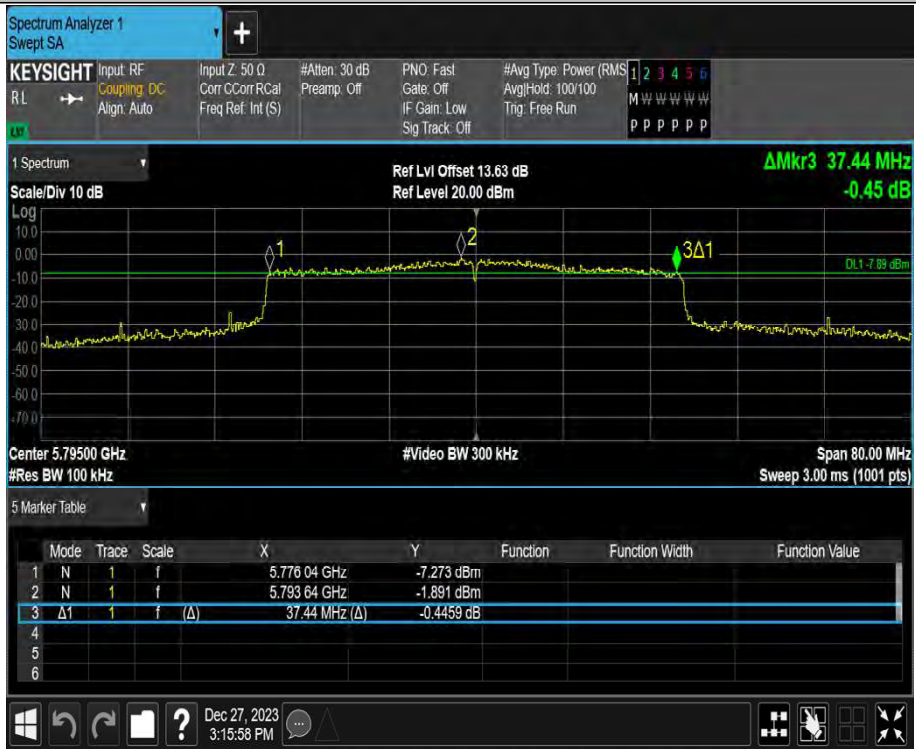 Spectrum Analyzer 1
Swept SA
+
KEYSIGHT Input: RF Input Z: 50 Ω #Atten: 30 dB PNO: Fast #Avg Type: Power (RMS 1 2 3 4 5 6
RL Coupling: DC Corr CCorr RCal Preamp: Off Gate: Off Avg|Hold: 100/100 M W W W W W
Align: Auto Freq Ref: Int (S) IF Gain: Low Trig: Free Run
Sig Track: Off P P P P P P
1 Spectrum Ref Lvl Offset 13.63 dB ΔMkr3 37.44 MHz
Scale/Div 10 dB Ref Level 20.00 dBm -0.45 dB
Log
10.0
0.00
-10.0
-20.0
-30.0
-40.0
-50.0
-60.0
-70.0
1
2
3Δ1
DL1 -7.89 dBm
Center 5.79500 GHz #Video BW 300 kHz Span 80.00 MHz
#Res BW 100 kHz Sweep 3.00 ms (1001 pts)
5 Marker Table
Mode Trace Scale X Y Function Function Width Function Value
1 N 1 f 5.776 04 GHz -7.273 dBm
2 N 1 f 5.793 64 GHz -1.891 dBm
3 Δ1 1 f (Δ) 37.44 MHz (Δ) -0.4459 dB
4
5
6
? Dec 27, 2023
3:15:58 PM